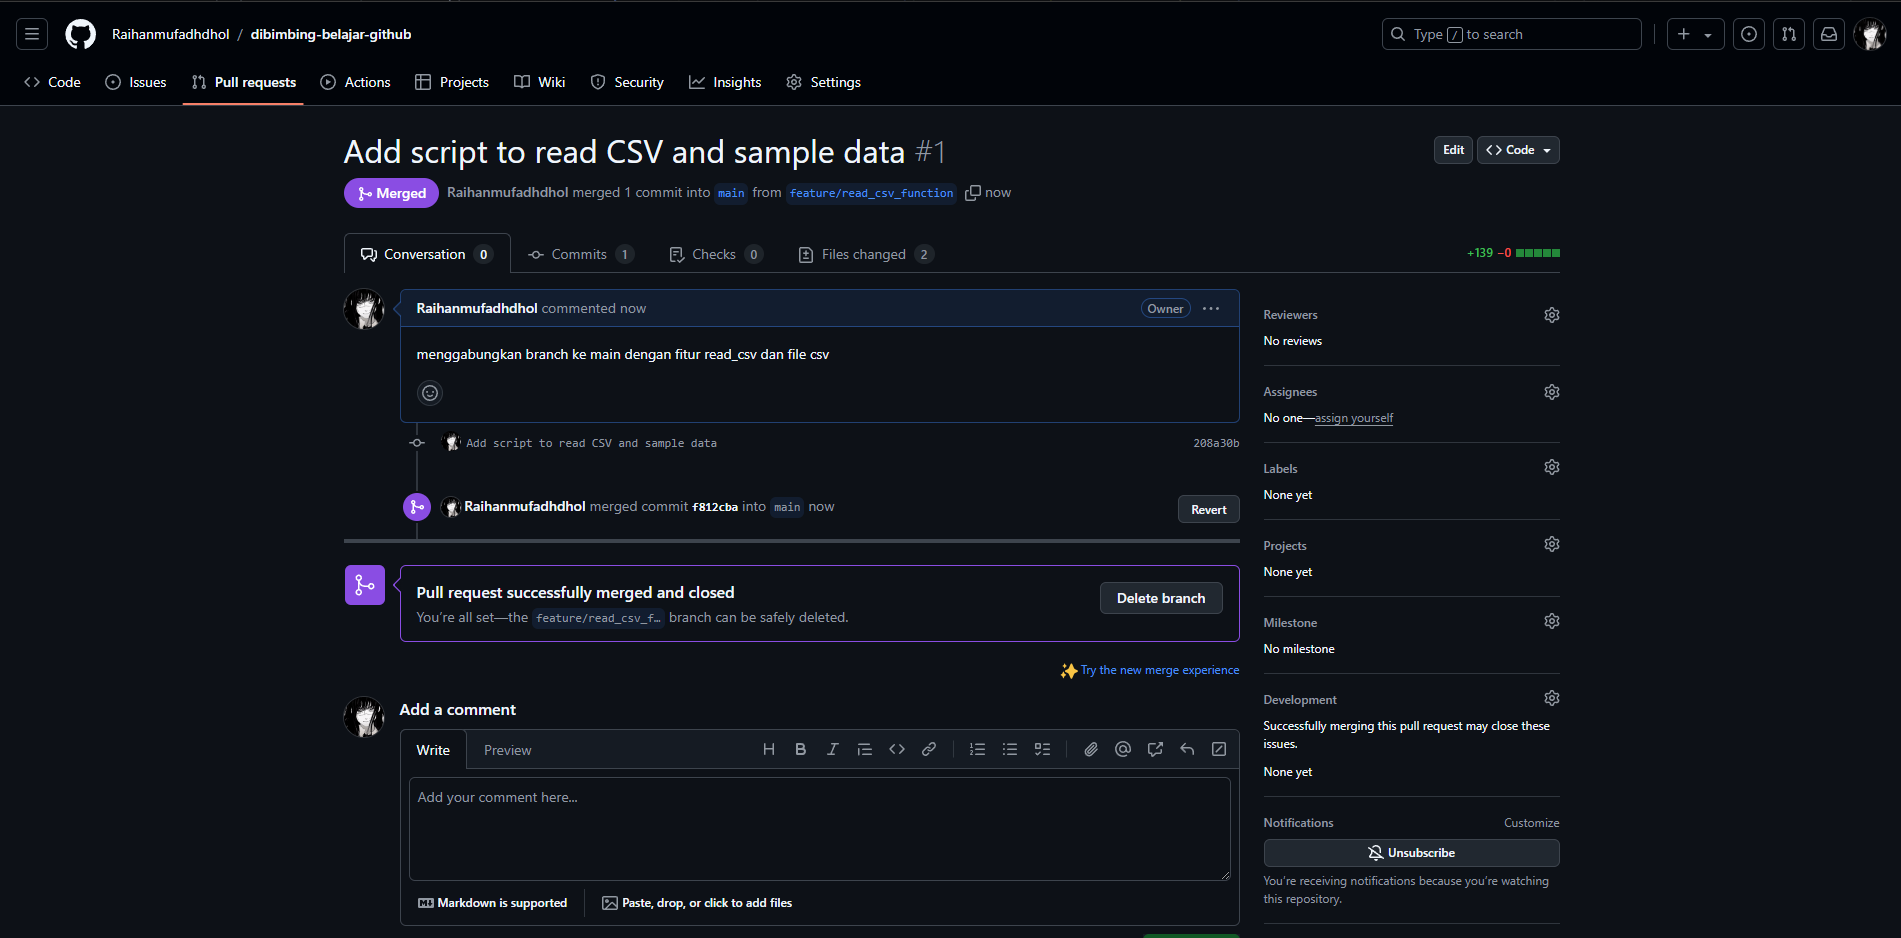 Raihanmufadhdhol / dibimbing-belajar-github
Type / to search
Code
Issues
Pull requests
Actions
Projects
Wiki
Security
Insights
Settings
Add script to read CSV and sample data #1
Edit
Code
Merged
Raihanmufadhdhol merged 1 commit into main from feature/read_csv_function now
Conversation 0
Commits 1
Checks 0
Files changed 2
+139 −0
Raihanmufadhdhol commented now
Owner
menggabungkan branch ke main dengan fitur read_csv dan file csv
Add script to read CSV and sample data
208a30b
Raihanmufadhdhol merged commit f812cba into main now
Revert
Pull request successfully merged and closed
You're all set—the feature/read_csv_f… branch can be safely deleted.
Delete branch
Try the new merge experience
Add a comment
Write
Preview
Add your comment here...
Markdown is supported
Paste, drop, or click to add files
Reviewers
No reviews
Assignees
No one—assign yourself
Labels
None yet
Projects
None yet
Milestone
No milestone
Development
Successfully merging this pull request may close these
issues.
None yet
Notifications
Customize
Unsubscribe
You're receiving notifications because you're watching
this repository.